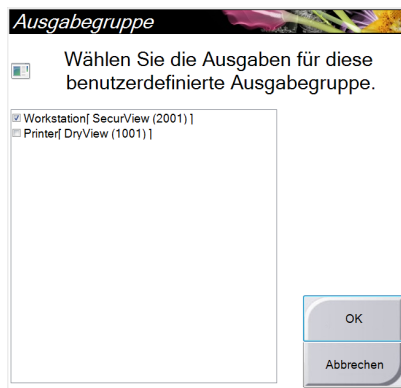 Ausgabegruppe
Wählen Sie die Ausgaben für diese
benutzerdefinierte Ausgabegruppe.
Workstation[ SecurView (2001) ]
Printer[ DryView (1001) ]
OK
Abbrechen